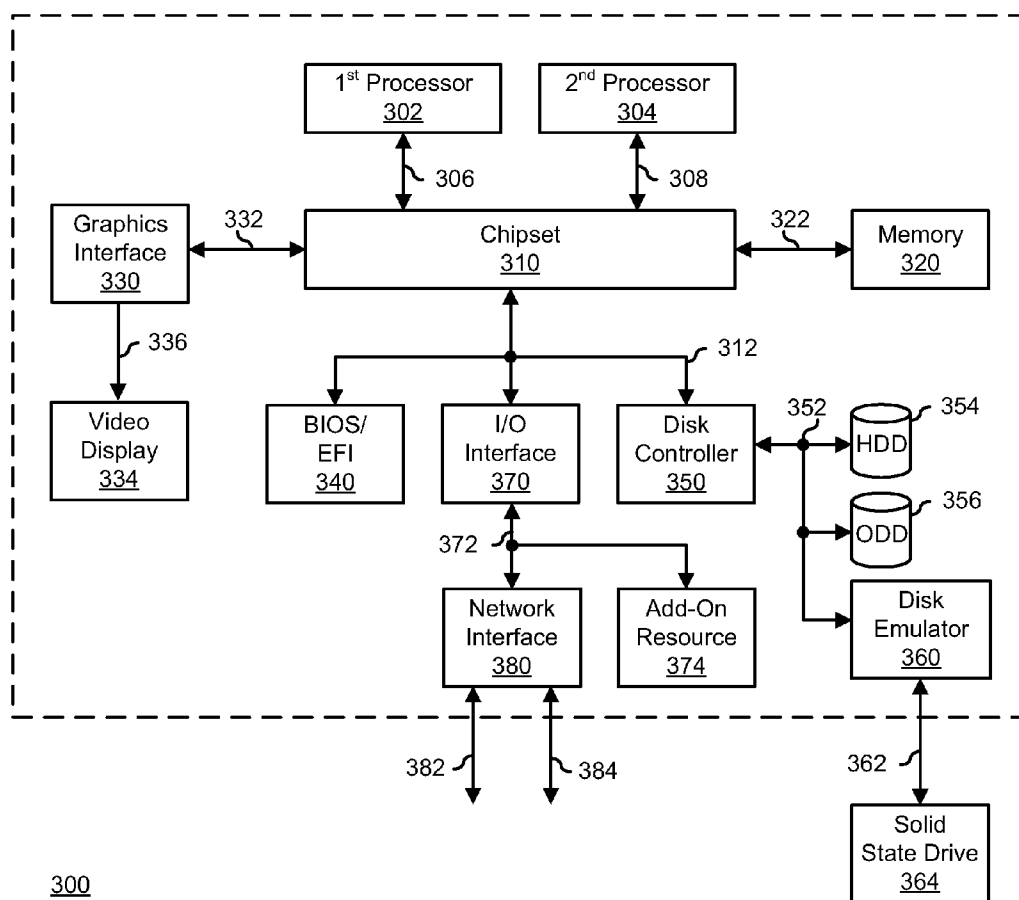 1st Processor
302
2nd Processor
304
306
308
Graphics
Interface
330
332
Chipset
310
322
Memory
320
336
312
Video
Display
334
BIOS/
EFI
340
I/O
Interface
370
Disk
Controller
350
352
HDD
354
ODD
356
372
Network
Interface
380
Add-On
Resource
374
Disk
Emulator
360
382
384
362
Solid
State Drive
364
300